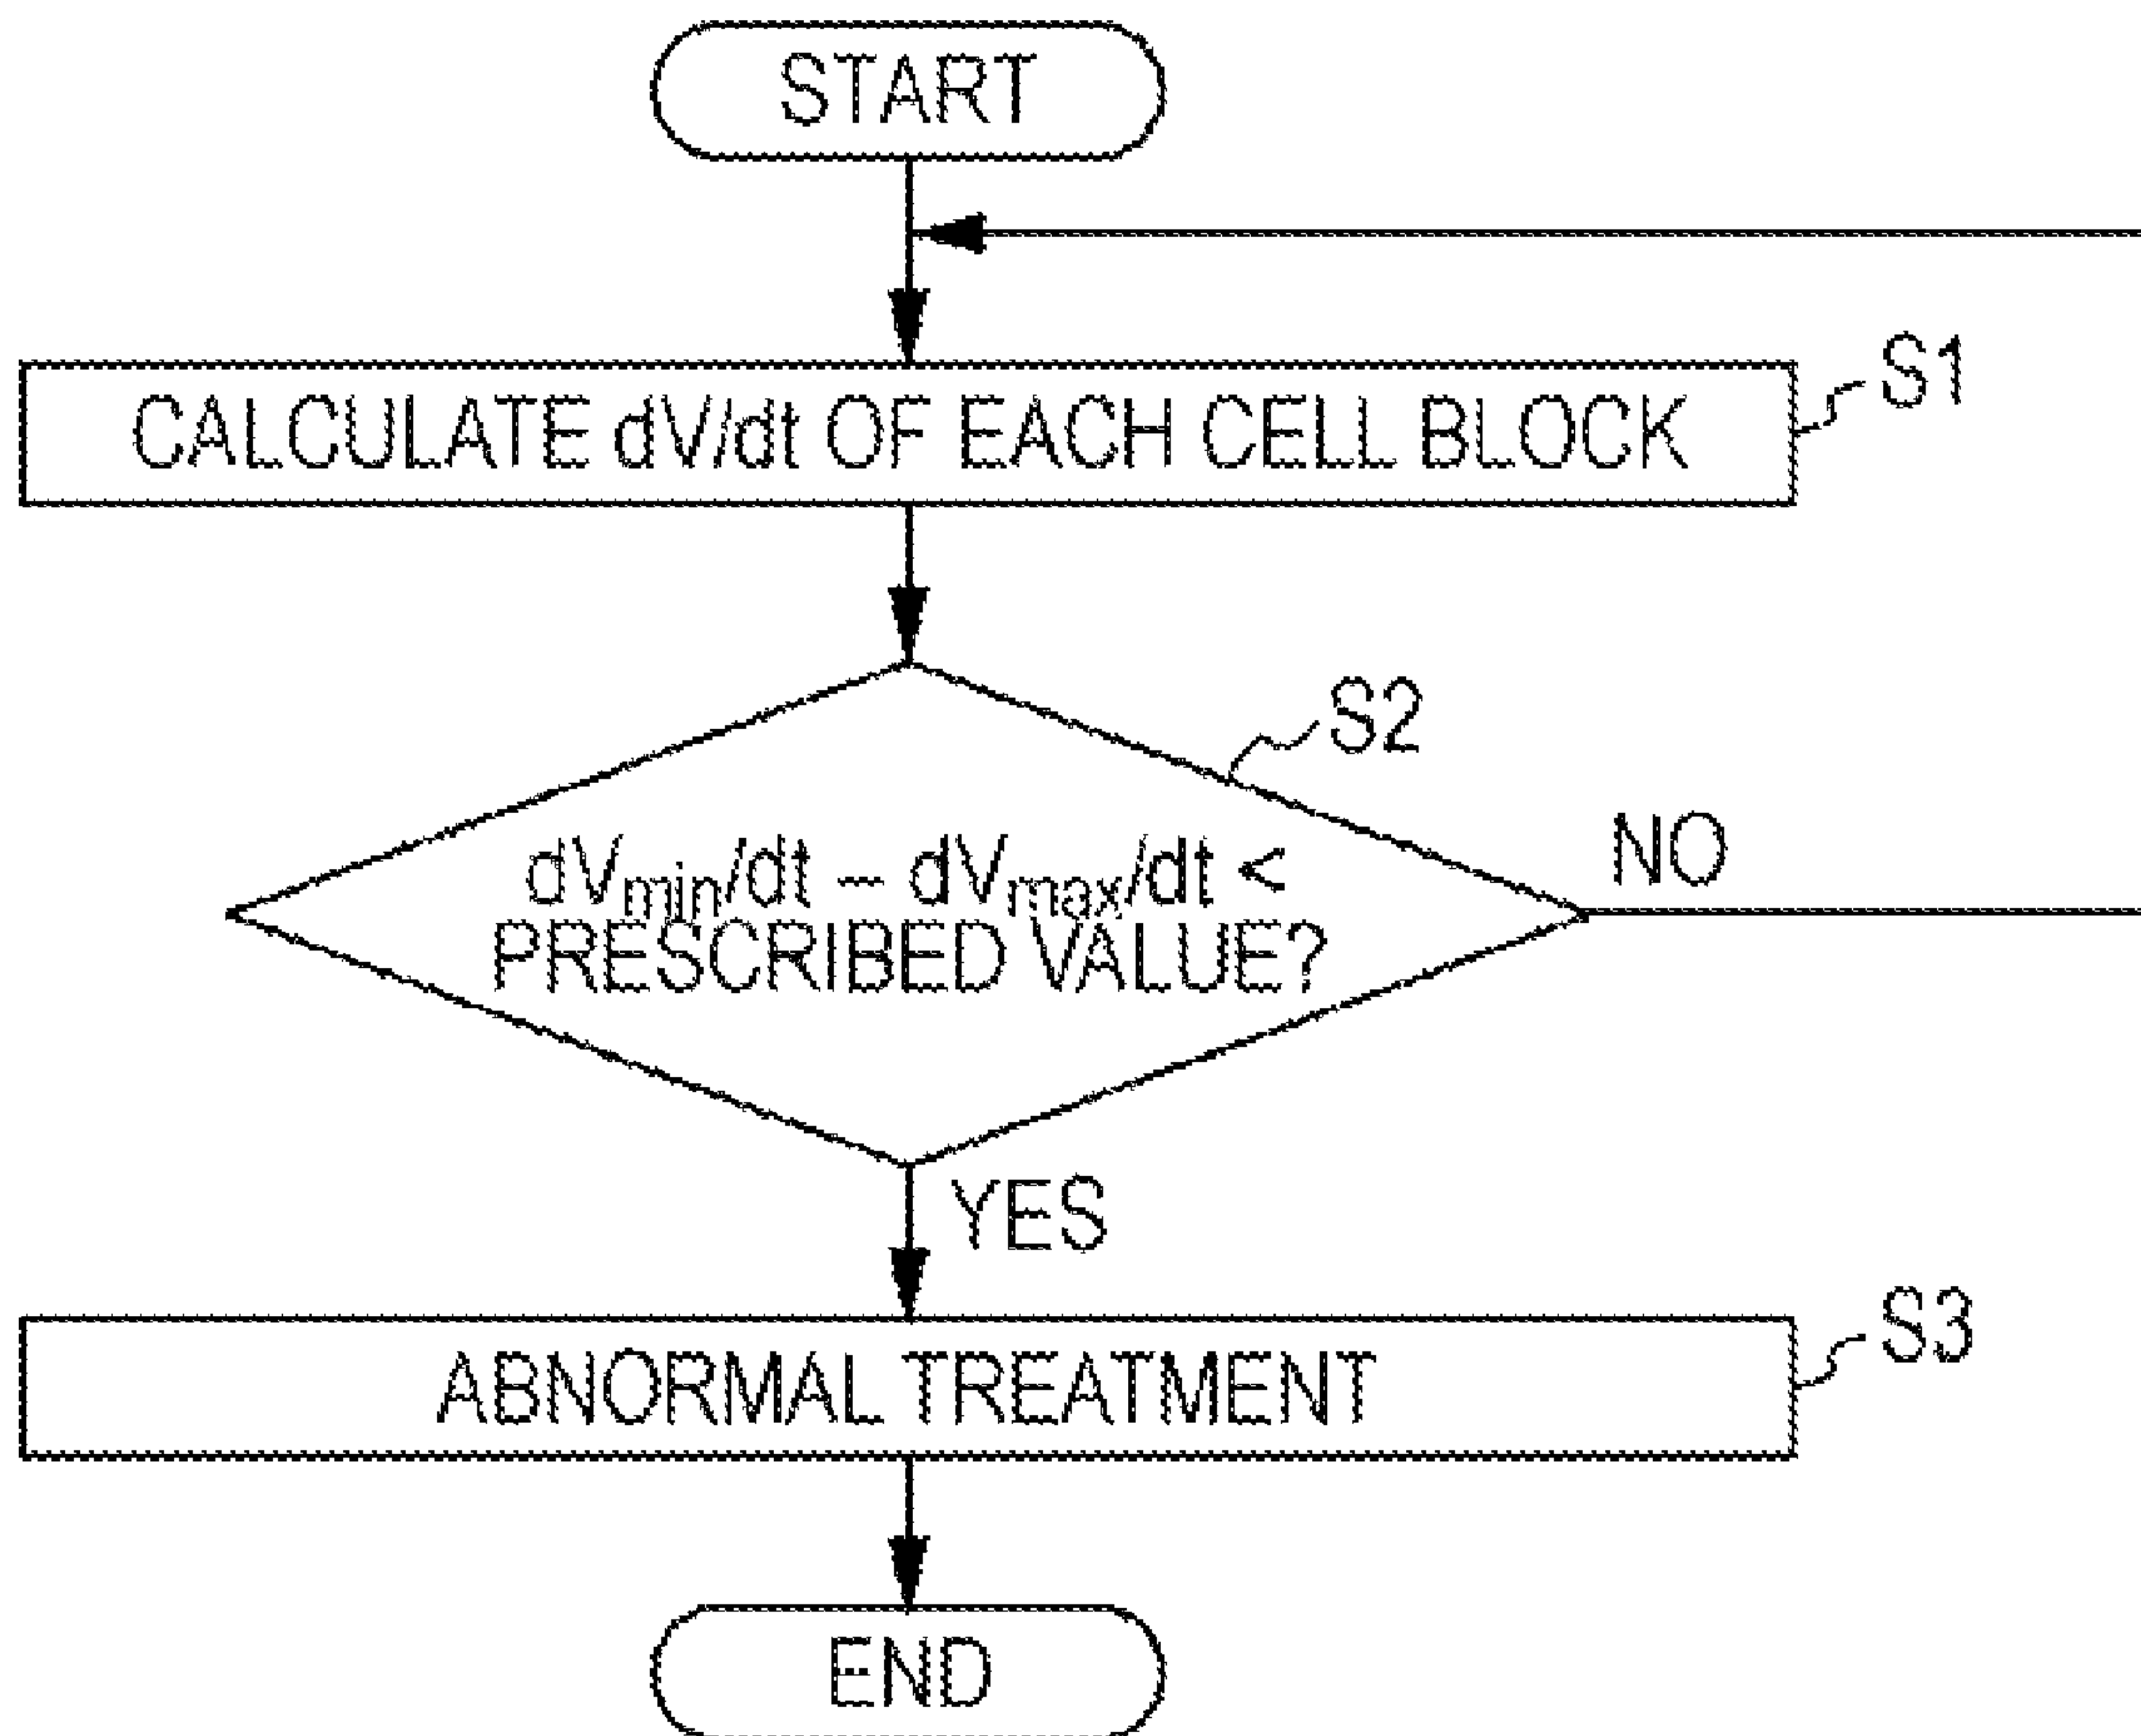 START
CALCULATE dV/dt OF EACH CELL BLOCK
S1
S2
dVmin/dt – dVmax/dt <
PRESCRIBED VALUE?
NO
YES
ABNORMAL TREATMENT
S3
END